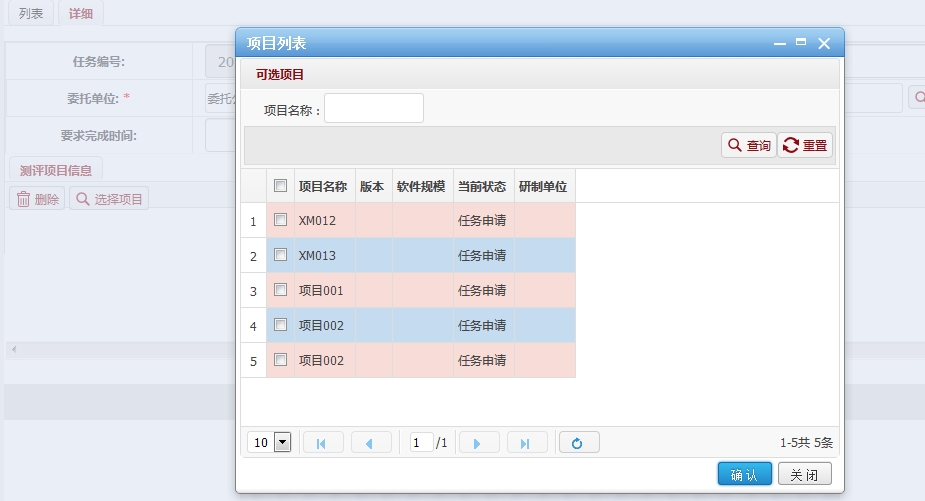 列表 详细
项目列表
可选项目
任务编号: 20
委托单位: * 委托
项目名称：
要求完成时间:
查询 重置
测评项目信息
删除 选择项目
项目名称 版本 软件规模 当前状态 研制单位
1 XM012 任务申请
2 XM013 任务申请
3 项目001 任务申请
4 项目002 任务申请
5 项目002 任务申请
10 1 /1 1-5共 5条
确认 关闭